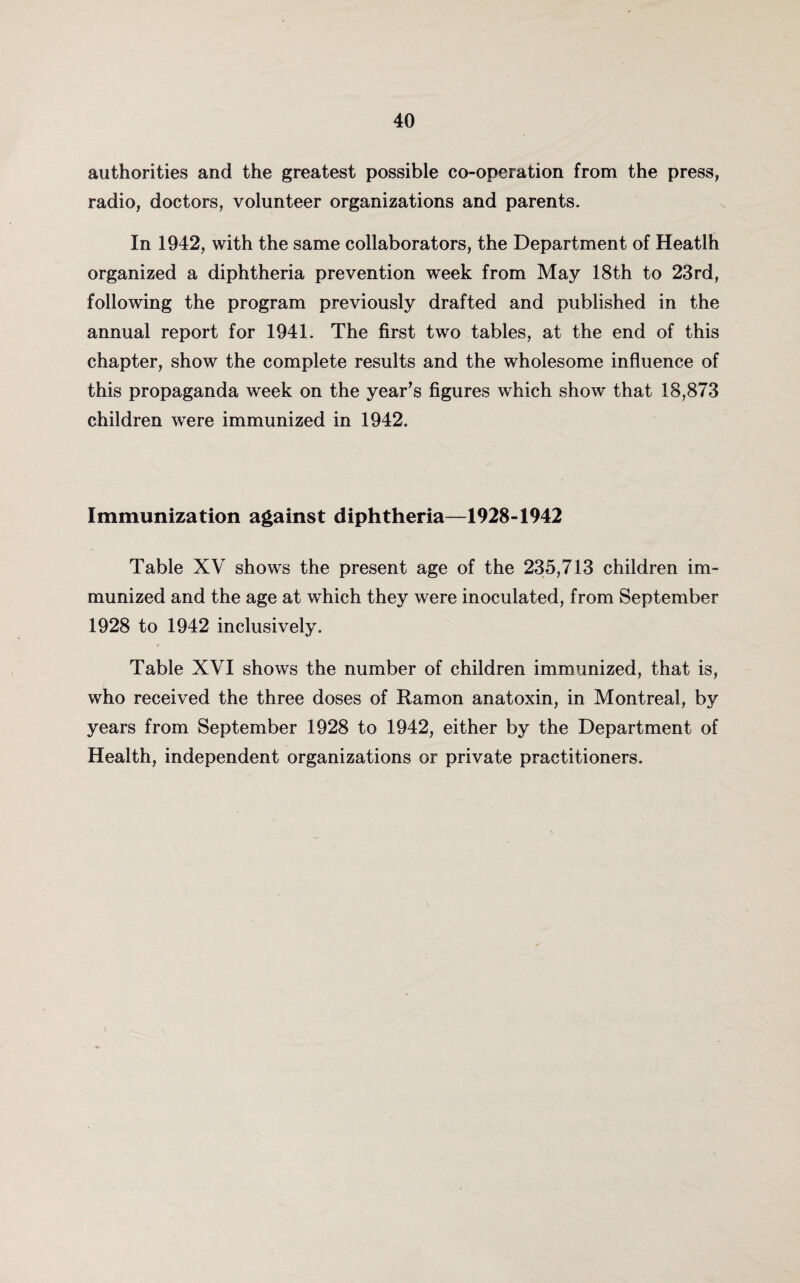 40
authorities and the greatest possible co-operation from the press,
radio, doctors, volunteer organizations and parents.
In 1942, with the same collaborators, the Department of Heatlh
organized a diphtheria prevention week from May 18th to 23rd,
following the program previously drafted and published in the
annual report for 1941. The first two tables, at the end of this
chapter, show the complete results and the wholesome influence of
this propaganda week on the year's figures which show that 18,873
children were immunized in 1942.
Immunization against diphtheria—1928-1942
Table XV shows the present age of the 235,713 children im-
munized and the age at which they were inoculated, from September
1928 to 1942 inclusively.
Table XVI shows the number of children immunized, that is,
who received the three doses of Ramon anatoxin, in Montreal, by
years from September 1928 to 1942, either by the Department of
Health, independent organizations or private practitioners.